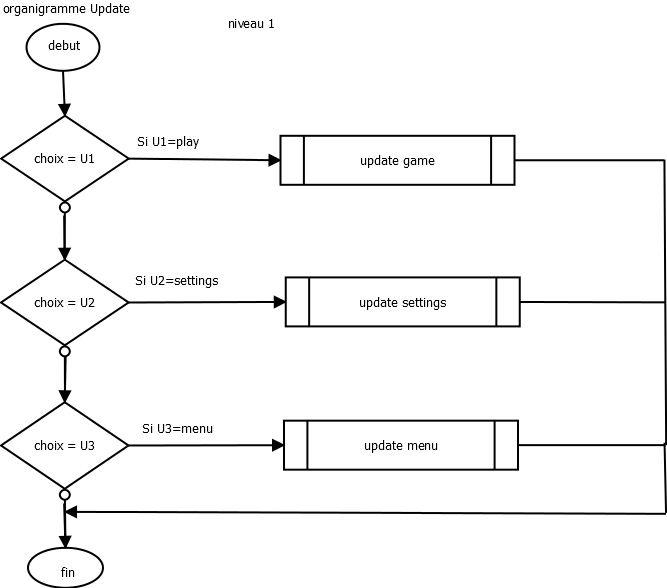 organigramme Update
niveau 1
debut
Si U1=play
choix = U1
update game
Si U2=settings
choix = U2
update settings
Si U3=menu
choix = U3
update menu
fin